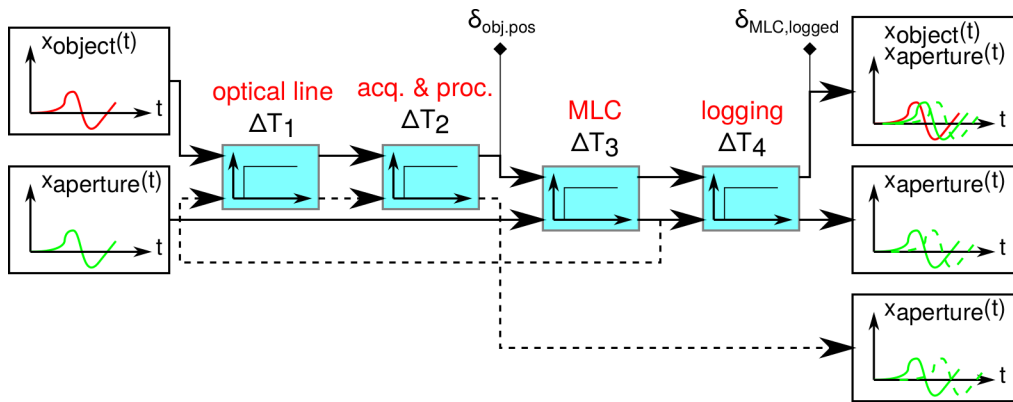 xobject(t)
t
optical line
ΔT1
acq. & proc.
ΔT2
δobj.pos
MLC
ΔT3
logging
ΔT4
δMLC,logged
xobject(t)
xaperture(t)
t
xaperture(t)
t
xaperture(t)
t
xaperture(t)
t